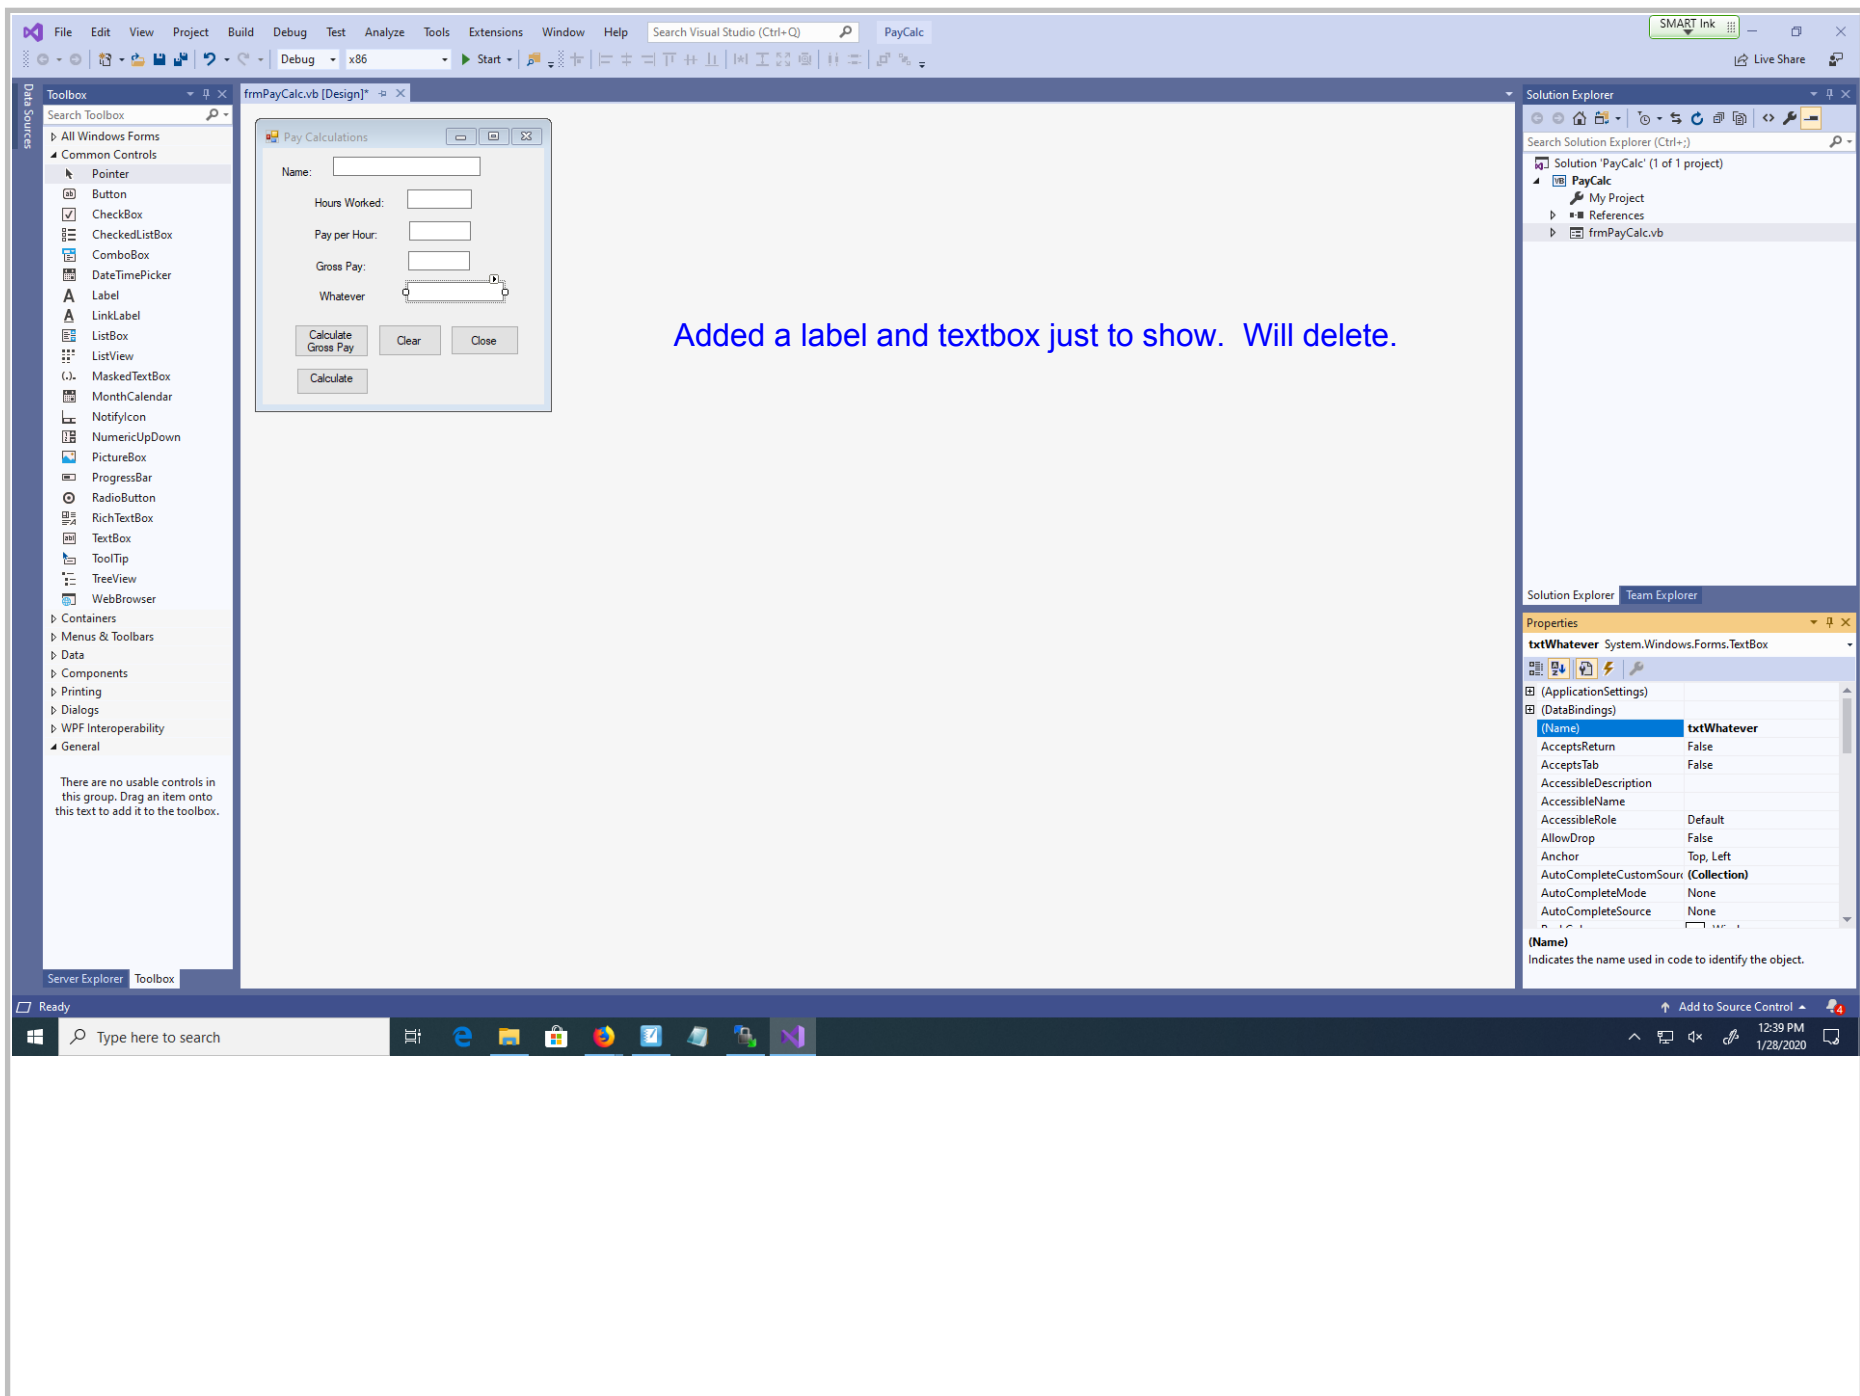 SMART Ink
File Edit View Project Build Debug Test Analyze Tools Extensions Window Help Search Visual Studio (Ctrl+Q) PayCalc
Debug x86 Start Live Share
Data Sources
Toolbox
Search Toolbox
All Windows Forms
Common Controls
Pointer
Button
CheckBox
CheckedListBox
ComboBox
DateTimePicker
Label
LinkLabel
ListBox
ListView
MaskedTextBox
MonthCalendar
NotifyIcon
NumericUpDown
PictureBox
ProgressBar
RadioButton
RichTextBox
TextBox
ToolTip
TreeView
WebBrowser
Containers
Menus & Toolbars
Data
Components
Printing
Dialogs
WPF Interoperability
General
There are no usable controls in
this group. Drag an item onto
this text to add it to the toolbox.
Server Explorer Toolbox
frmPayCalc.vb [Design]*
Pay Calculations
Name:
Hours Worked:
Pay per Hour:
Gross Pay:
Whatever
Calculate
Gross Pay
Clear
Close
Calculate
Added a label and textbox just to show. Will delete.
Solution Explorer
Search Solution Explorer (Ctrl+;)
Solution 'PayCalc' (1 of 1 project)
PayCalc
My Project
References
frmPayCalc.vb
Solution Explorer Team Explorer
Properties
txtWhatever System.Windows.Forms.TextBox
(ApplicationSettings)
(DataBindings)
(Name) txtWhatever
AcceptsReturn False
AcceptsTab False
AccessibleDescription
AccessibleName
AccessibleRole Default
AllowDrop False
Anchor Top, Left
AutoCompleteCustomSour (Collection)
AutoCompleteMode None
AutoCompleteSource None
(Name)
Indicates the name used in code to identify the object.
Ready
Add to Source Control 4
Type here to search
12:39 PM
1/28/2020